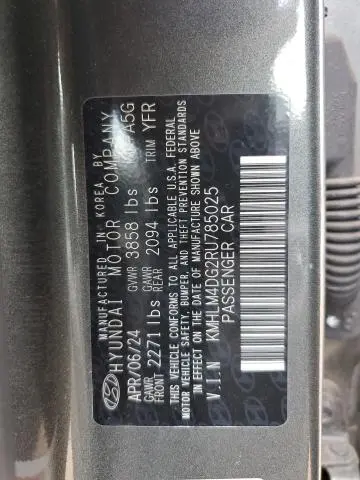 MANUFACTURED IN KOREA BY
HYUNDAI MOTOR COMPANY
APR/06/24 GVWR 3858 lbs A5G
GAWR FRONT 2271 lbs GAWR REAR 2094 lbs TRIM YFR
THIS VEHICLE CONFORMS TO ALL APPLICABLE U.S.A. FEDERAL
MOTOR VEHICLE SAFETY, BUMPER, AND THEFT PREVENTION STANDARDS
IN EFFECT ON THE DATE OF MANUFACTURE SHOWN ABOVE
V.I.N KMHLM4DG2RU785025
PASSENGER CAR